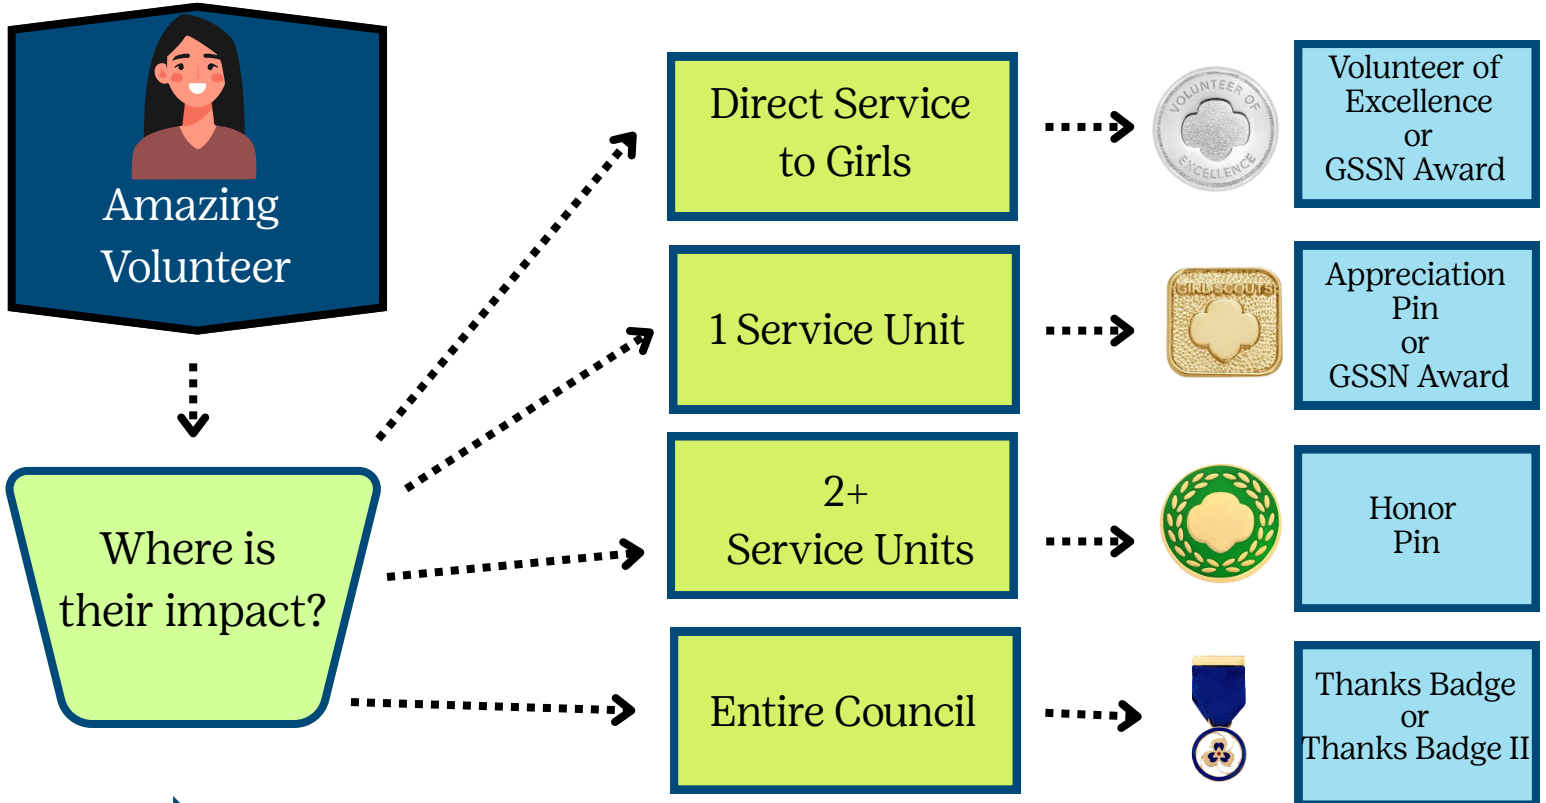 Amazing
Volunteer
Where is
their impact?
Direct Service
to Girls
VOLUNTEER OF
EXCELLENCE
Volunteer of
Excellence
or
GSSN Award
1 Service Unit
GIRL SCOUTS
Appreciation
Pin
or
GSSN Award
2+
Service Units
Honor
Pin
Entire Council
Thanks Badge
or
Thanks Badge II